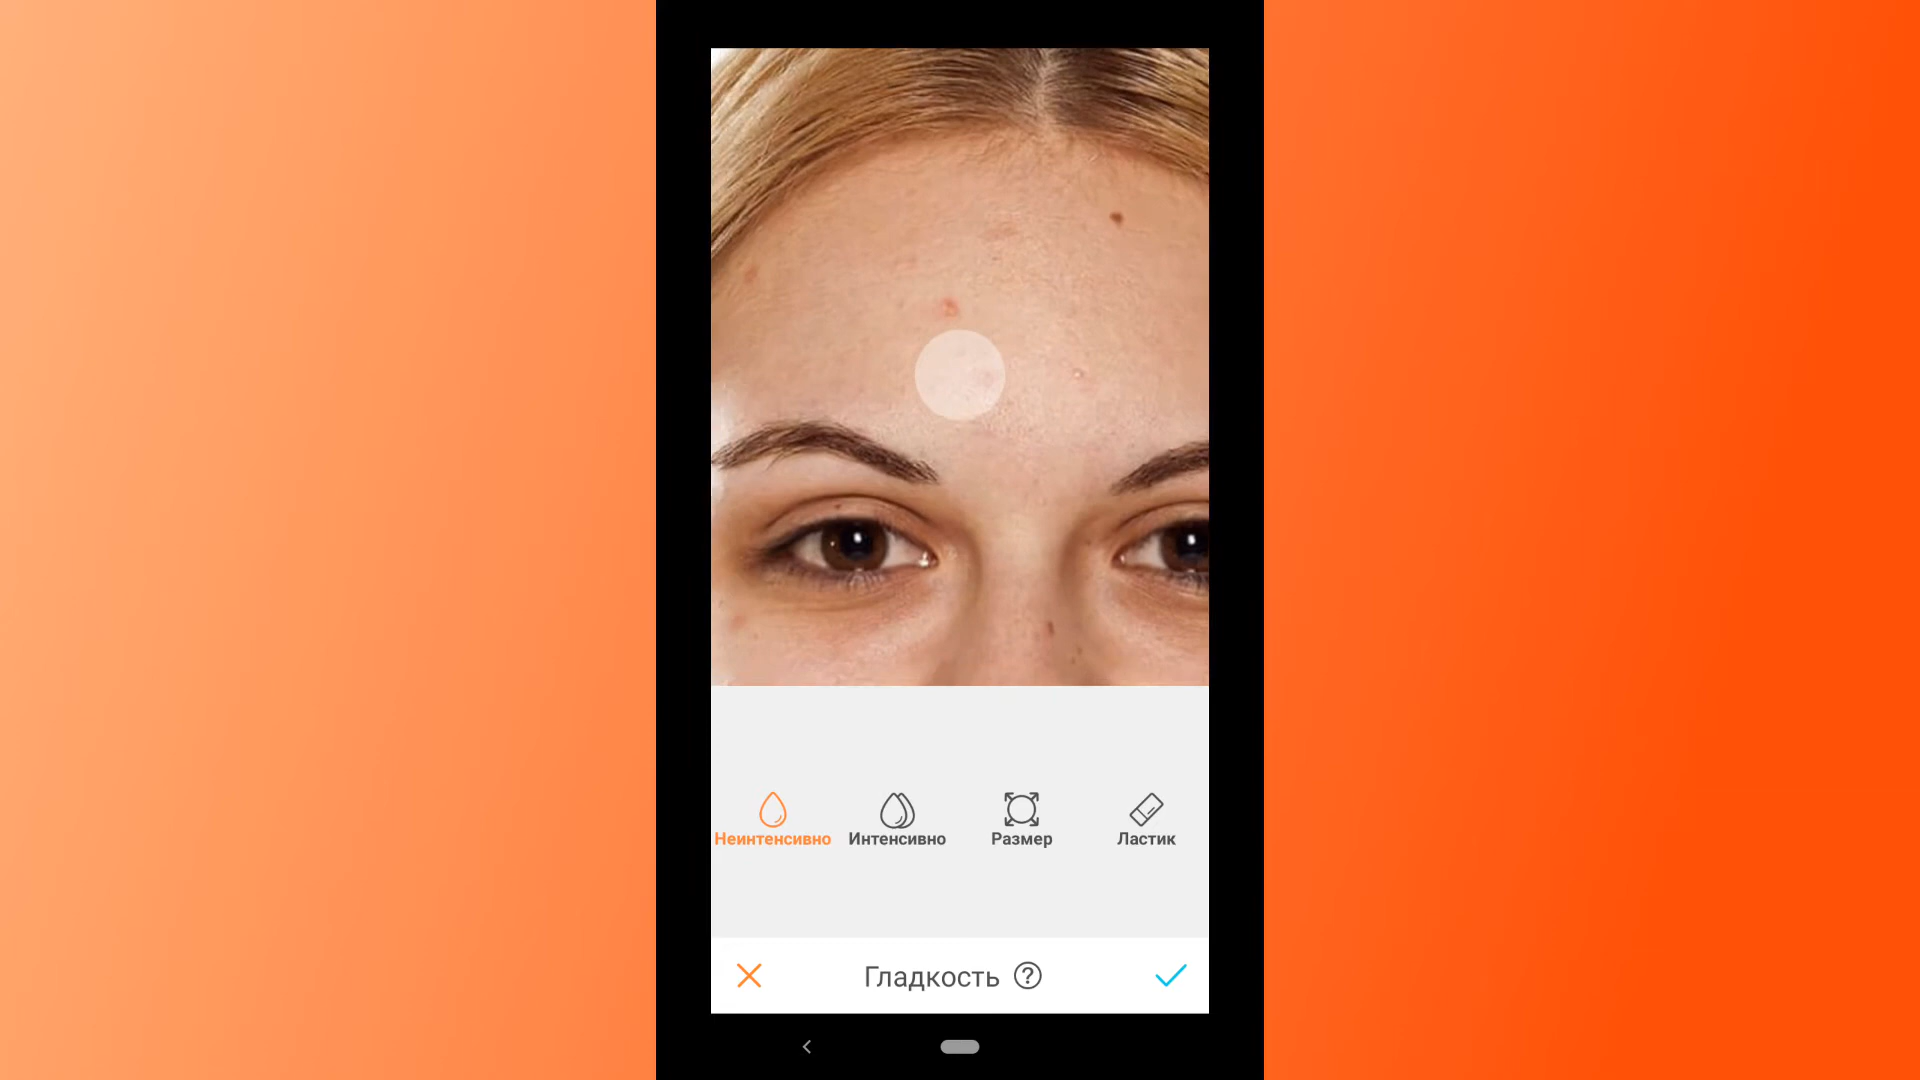 Неинтенсивно
Интенсивно
Размер
Ластик
Гладкость ?